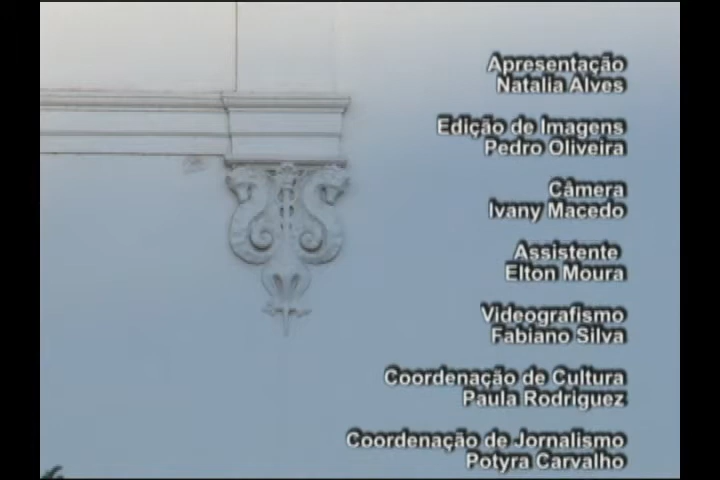 Apresentação
Natalia Alves
Edição de Imagens
Pedro Oliveira
Câmera
Ivany Macedo
Assistente
Elton Moura
Videografismo
Fabiano Silva
Coordenação de Cultura
Paula Rodriguez
Coordenação de Jornalismo
Potyra Carvalho